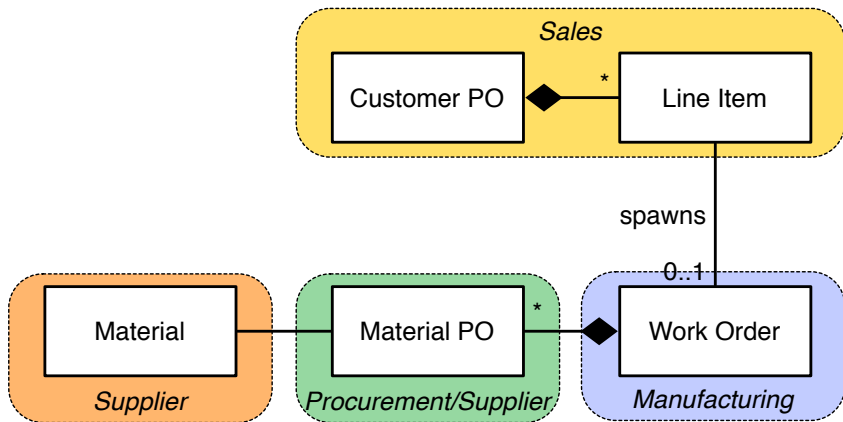 Sales
Customer PO
*
Line Item
spawns
0..1
Material
Material PO
*
Work Order
Supplier
Procurement/Supplier
Manufacturing